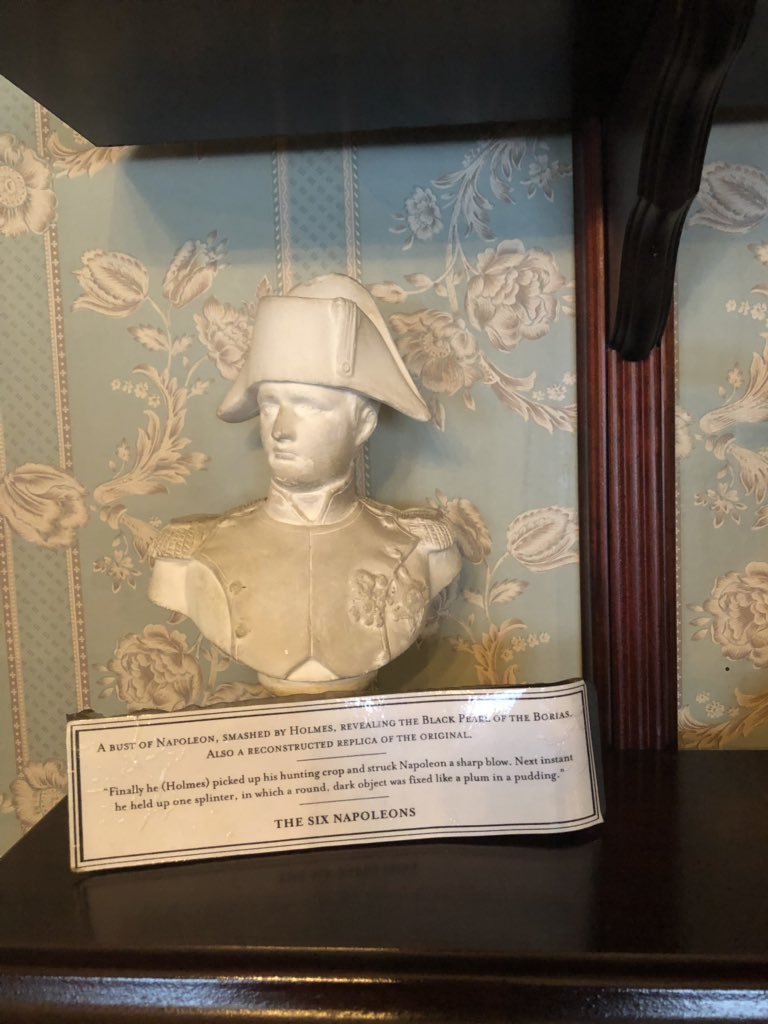 A BUST OF NAPOLEON, SMASHED BY HOLMES, REVEALING THE BLACK PEARL OF THE BORIAS.
ALSO A RECONSTRUCTED REPLICA OF THE ORIGINAL.
"Finally he (Holmes) picked up his hunting crop and struck Napoleon a sharp blow. Next instant
he held up one splinter, in which a round, dark object was fixed like a plum in a pudding."
THE SIX NAPOLEONS